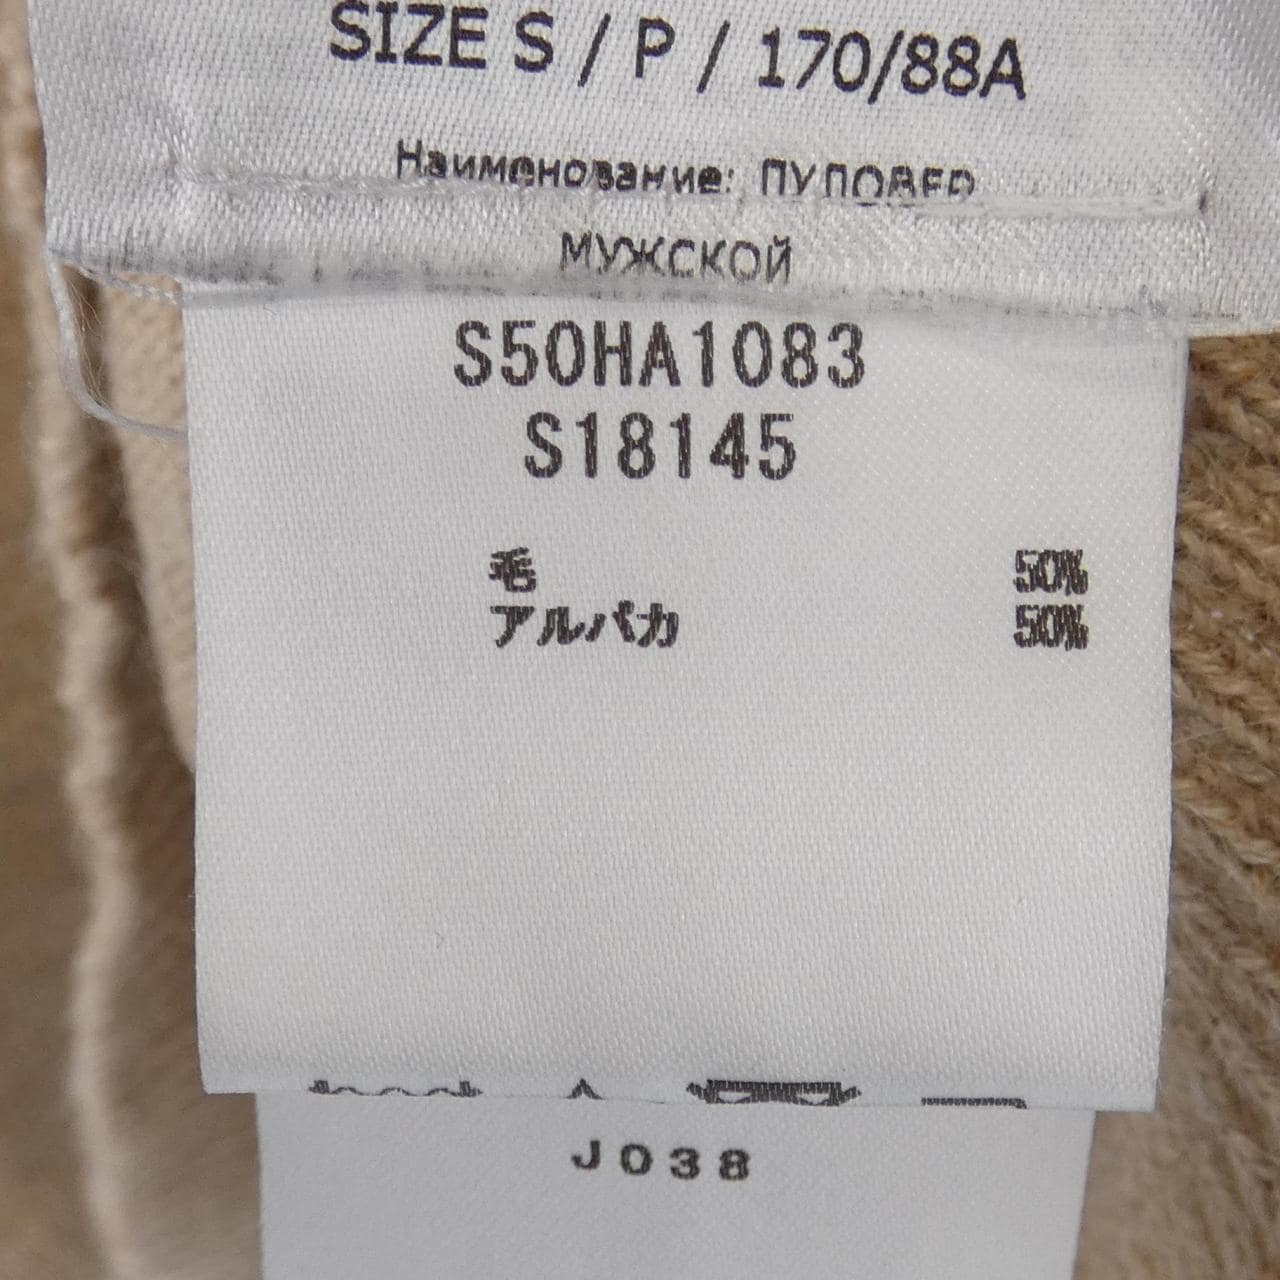 SIZE S / P / 170/88A
Наименование: ПУЛОВЕР
МУЖСКОЙ
S50HA1083
S18145
毛 50%
アルパカ 50%
J038